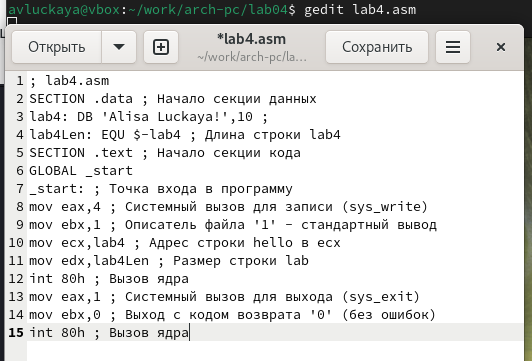 avluckaya@vbox:~/work/arch-pc/lab04$ gedit lab4.asm
Открыть
*lab4.asm
~/work/arch-pc/la…
Сохранить
1 ; lab4.asm
2 SECTION .data ; Начало секции данных
3 lab4: DB 'Alisa Luckaya!',10 ;
4 lab4Len: EQU $-lab4 ; Длина строки lab4
5 SECTION .text ; Начало секции кода
6 GLOBAL _start
7 _start: ; Точка входа в программу
8 mov eax,4 ; Системный вызов для записи (sys_write)
9 mov ebx,1 ; Описатель файла '1' - стандартный вывод
10 mov ecx,lab4 ; Адрес строки hello в ecx
11 mov edx,lab4Len ; Размер строки lab
12 int 80h ; Вызов ядра
13 mov eax,1 ; Системный вызов для выхода (sys_exit)
14 mov ebx,0 ; Выход с кодом возврата '0' (без ошибок)
15 int 80h ; Вызов ядра